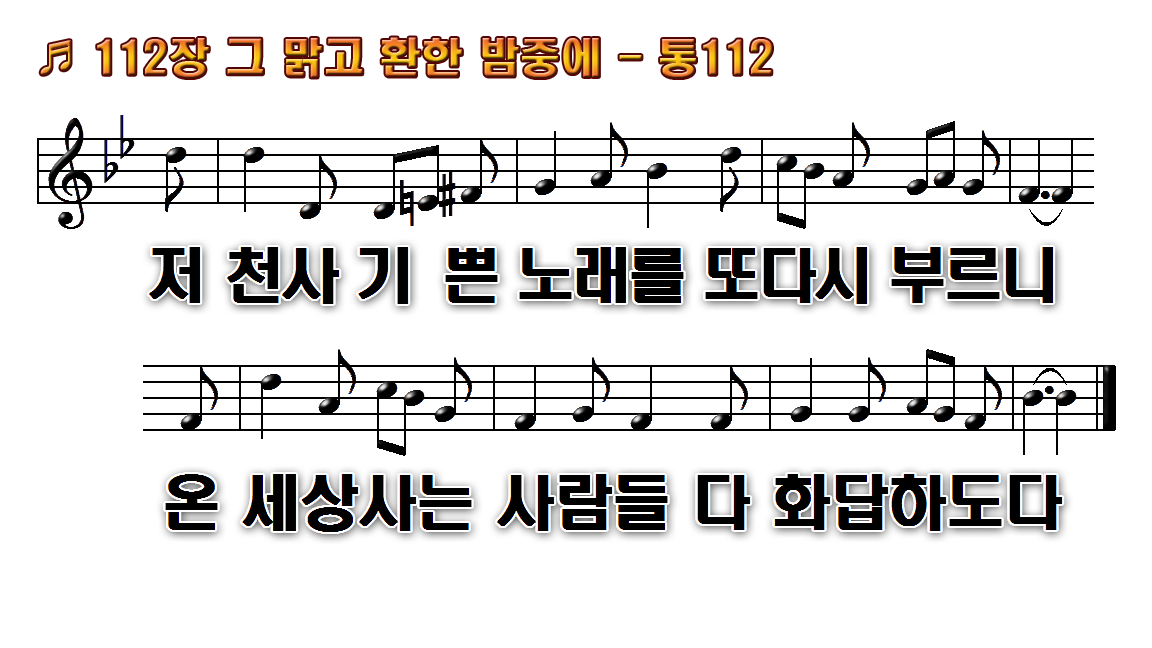 ♬ 112장 그 맑고 환한 밤중에 - 통112
저 천사 기 쁜 노래를 또다시 부르니
온 세상사는 사람들 다 화답하도다